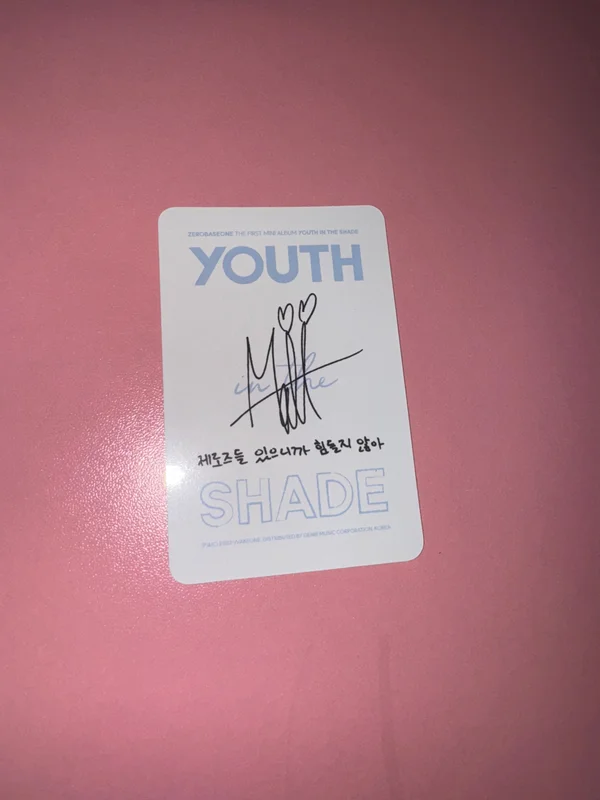 ZEROBASEONE THE FIRST MINI ALBUM YOUTH IN THE SHADE
YOUTH
in the
제로즈들 있으니까 힘들지 않아
SHADE